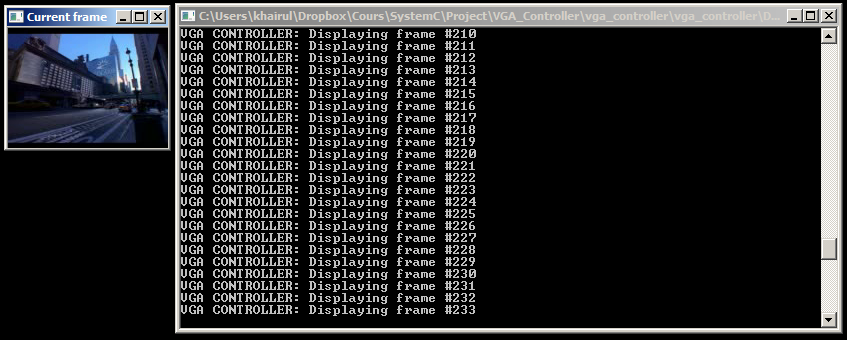 Current frame
C:\Users\khairul\Dropbox\Cours\SystemC\Project\VGA_Controller\vga_controller\vga_controller\D...
VGA CONTROLLER: Displaying frame #210
VGA CONTROLLER: Displaying frame #211
VGA CONTROLLER: Displaying frame #212
VGA CONTROLLER: Displaying frame #213
VGA CONTROLLER: Displaying frame #214
VGA CONTROLLER: Displaying frame #215
VGA CONTROLLER: Displaying frame #216
VGA CONTROLLER: Displaying frame #217
VGA CONTROLLER: Displaying frame #218
VGA CONTROLLER: Displaying frame #219
VGA CONTROLLER: Displaying frame #220
VGA CONTROLLER: Displaying frame #221
VGA CONTROLLER: Displaying frame #222
VGA CONTROLLER: Displaying frame #223
VGA CONTROLLER: Displaying frame #224
VGA CONTROLLER: Displaying frame #225
VGA CONTROLLER: Displaying frame #226
VGA CONTROLLER: Displaying frame #227
VGA CONTROLLER: Displaying frame #228
VGA CONTROLLER: Displaying frame #229
VGA CONTROLLER: Displaying frame #230
VGA CONTROLLER: Displaying frame #231
VGA CONTROLLER: Displaying frame #232
VGA CONTROLLER: Displaying frame #233